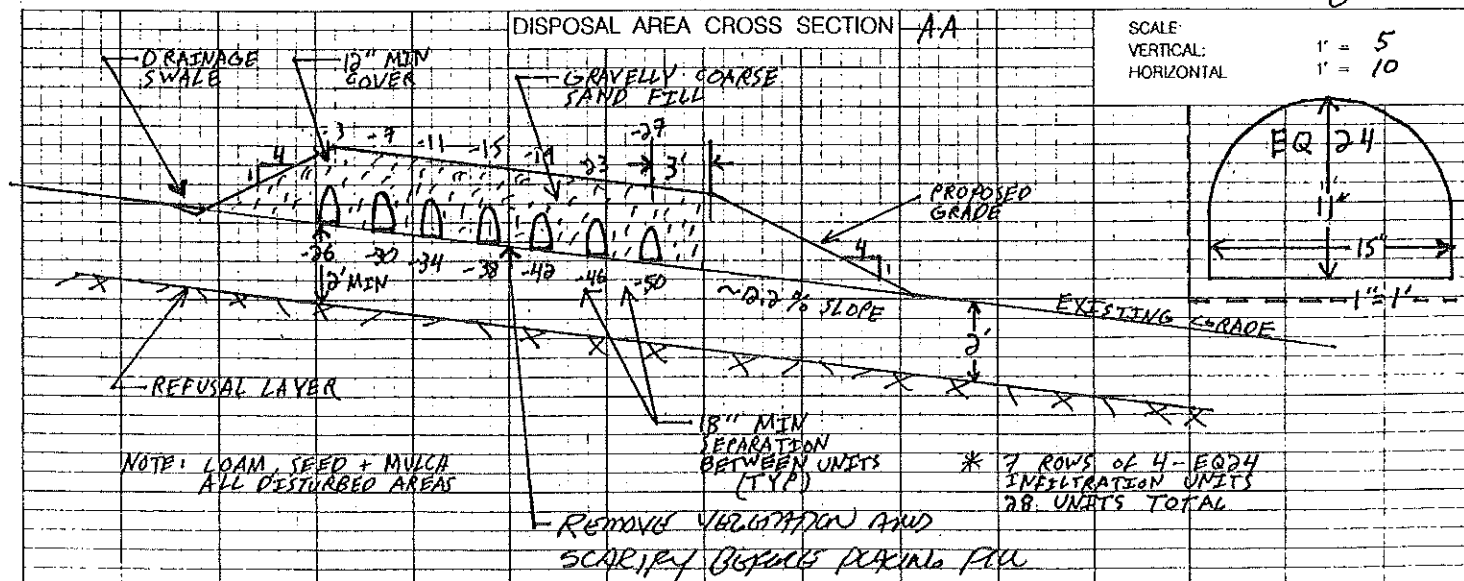 DISPOSAL AREA CROSS SECTION A-A
SCALE:
VERTICAL: 1" = 5
HORIZONTAL 1" = 10
DRAINAGE
SWALE
12" MIN
COVER
GRAVELLY COARSE
SAND FILL
-3 -7 -11 -15 -19 -23 -27
4
3'
EQ 24
11"
15"
1"=1'
PROPOSED
GRADE
4
1
-26 -30 -34 -38 -42 -46 -50
2' MIN
~12.2% SLOPE
EXISTING GRADE
2'
REFUSAL LAYER
18" MIN
SEPARATION
BETWEEN UNITS
(TYP)
NOTE: LOAM, SEED + MULCH
ALL DISTURBED AREAS
* 7 ROWS OF 4-EQ24
INFILTRATION UNITS
28 UNITS TOTAL
REMOVE VEGETATION AND
SCARIFY BEFORE PLACING FILL